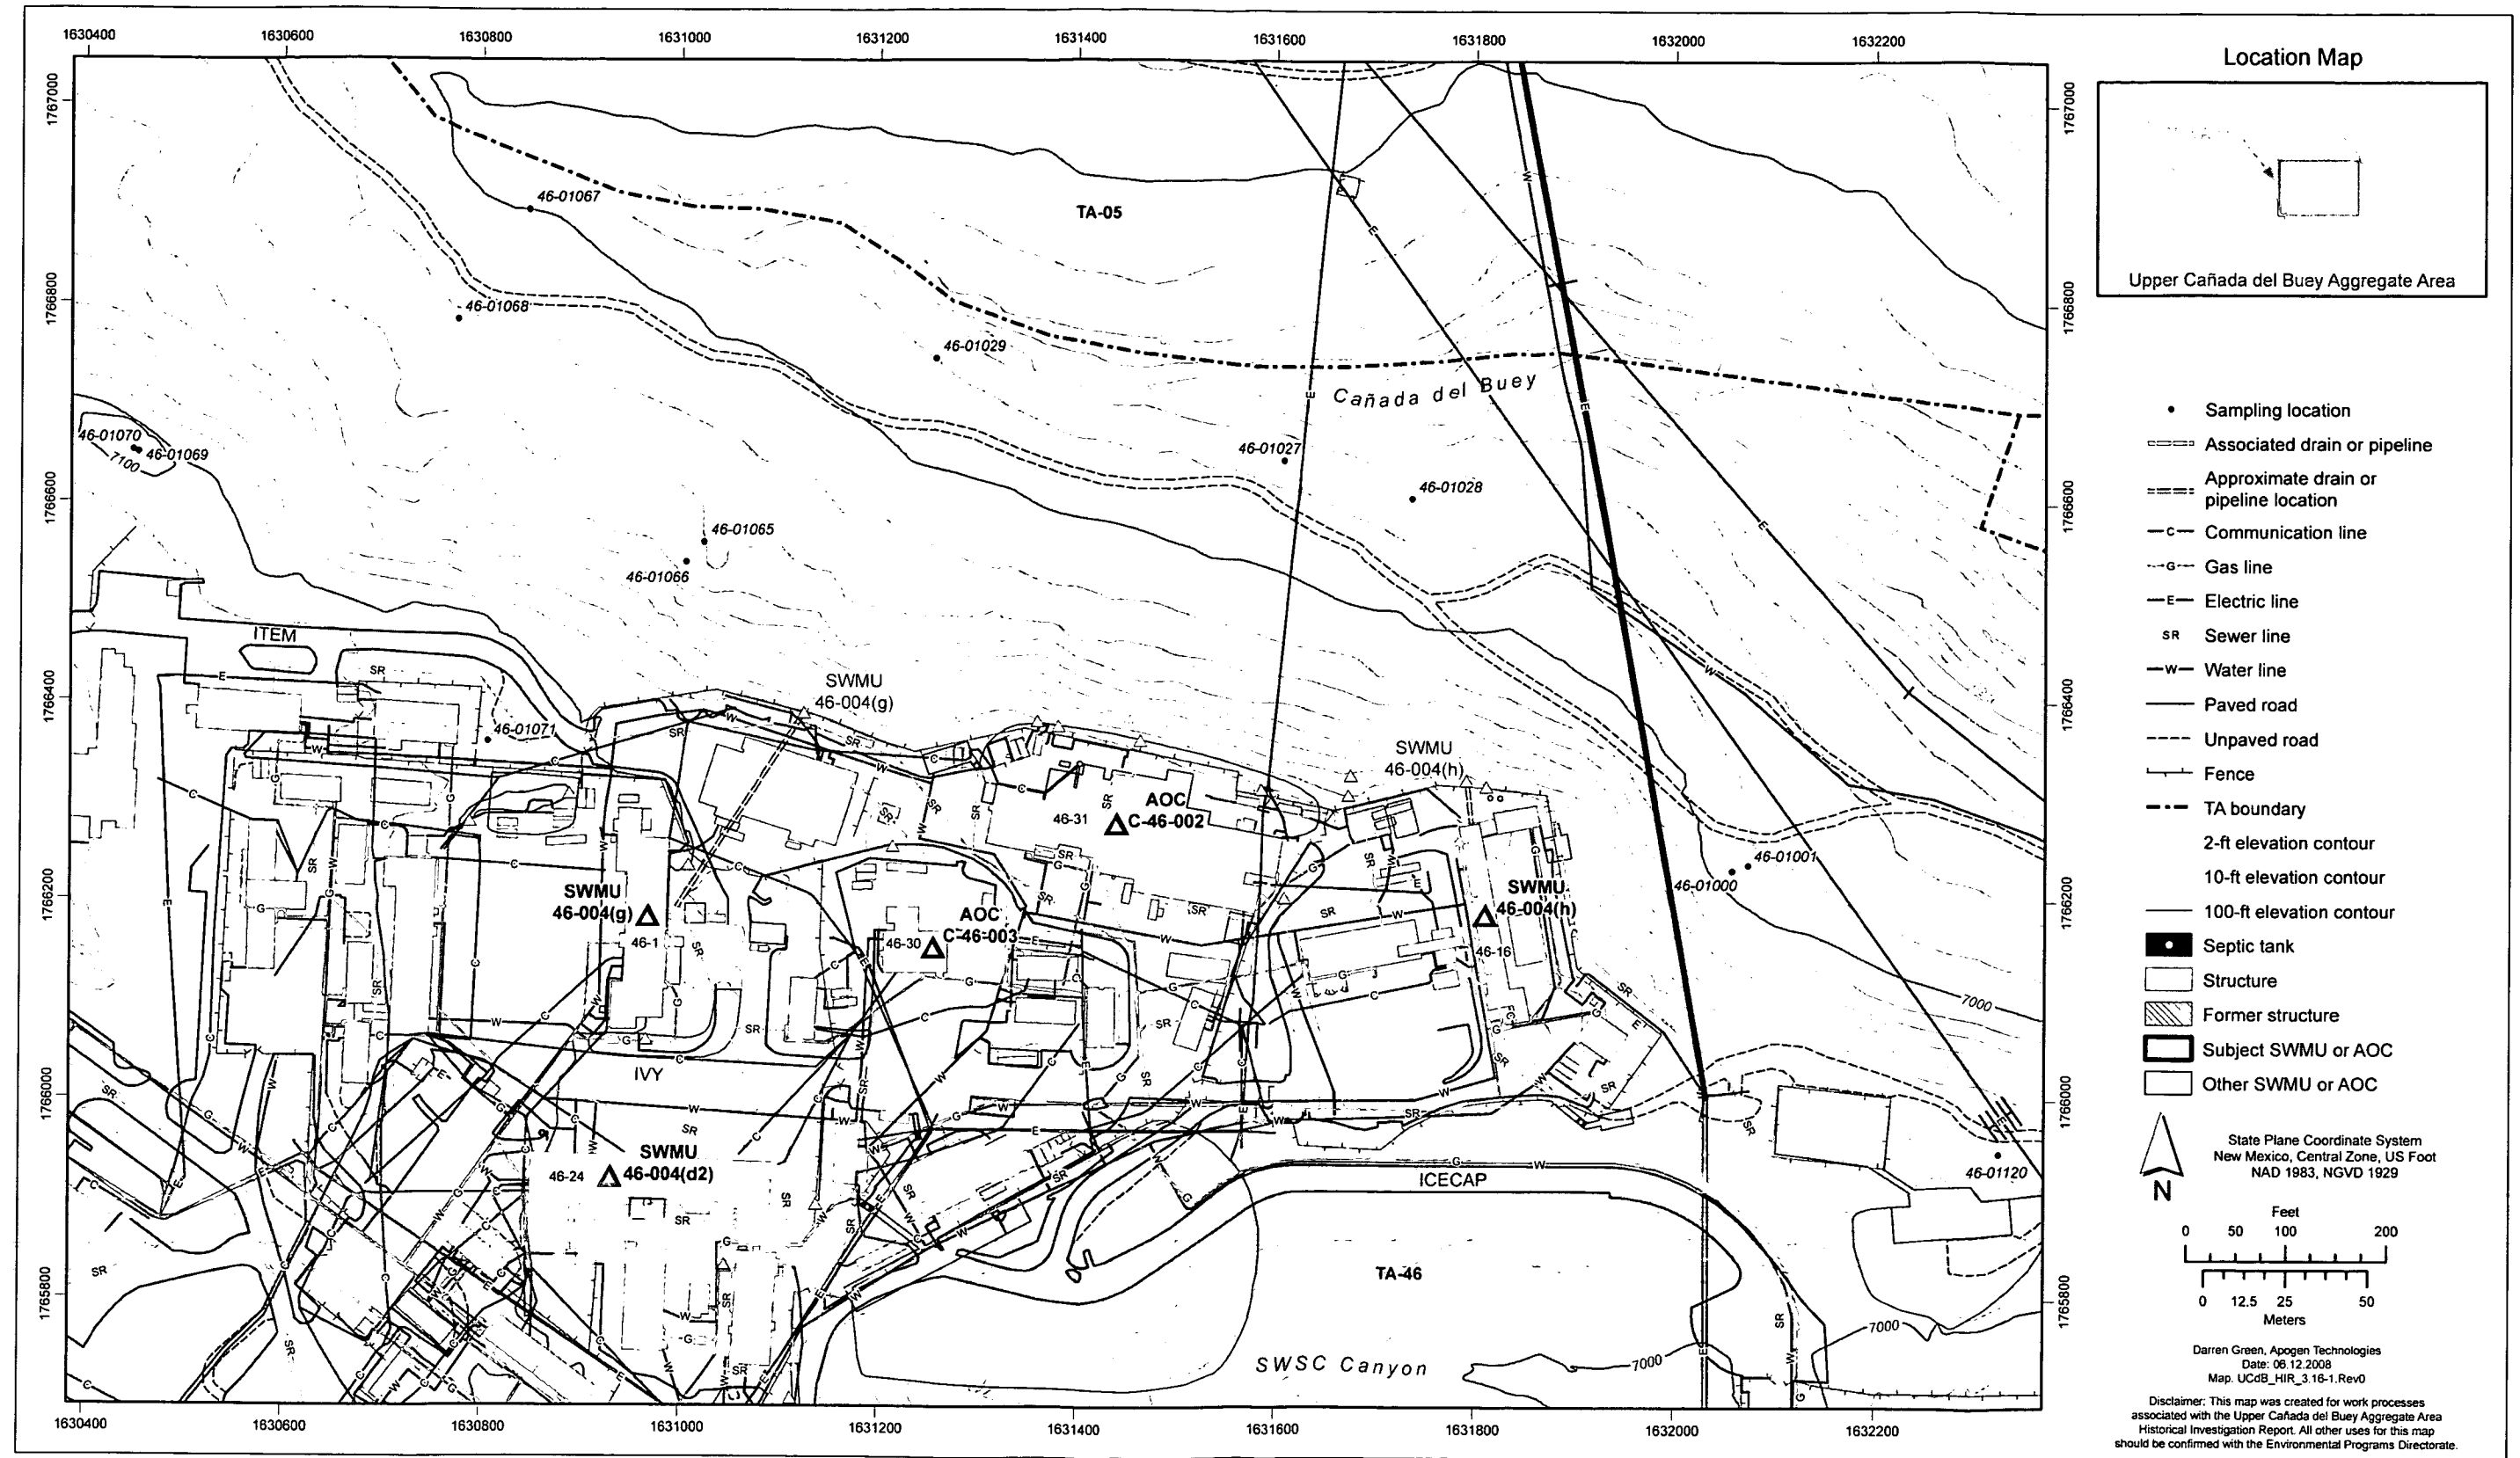 1630400 1630600 1630800 1631000 1631200 1631400 1631600 1631800 1632000 1632200
1767000
1766800
1766600
1766400
1766200
1766000
1765800
1767000
1766800
1766600
1766400
1766200
1766000
1765800
46-01067
TA-05
46-01068
46-01029
Cañada del Buey
46-01070
46-01069
7100
46-01027
46-01028
46-01065
46-01066
ITEM
SWMU
46-004(g)
46-01071
SWMU
46-004(h)
46-31
AOC
C-46-002
46-01001
46-01000
SWMU
46-004(g)
46-1
AOC
C-46-003
46-30
SWMU
46-004(h)
46-16
7000
IVY
SWMU
46-004(d2)
46-24
ICECAP
46-01120
TA-46
7000
7000
SWSC Canyon
1630400 1630600 1630800 1631000 1631200 1631400 1631600 1631800 1632000 1632200
Location Map
Upper Cañada del Buey Aggregate Area
Sampling location
Associated drain or pipeline
Approximate drain or
pipeline location
C Communication line
G Gas line
E Electric line
SR Sewer line
W Water line
Paved road
Unpaved road
Fence
TA boundary
2-ft elevation contour
10-ft elevation contour
100-ft elevation contour
Septic tank
Structure
Former structure
Subject SWMU or AOC
Other SWMU or AOC
N
State Plane Coordinate System
New Mexico, Central Zone, US Foot
NAD 1983, NGVD 1929
Feet
0 50 100 200
0 12.5 25 50
Meters
Darren Green, Apogen Technologies
Date: 06.12.2008
Map. UCdB_HIR_3.16-1.Rev0
Disclaimer: This map was created for work processes
associated with the Upper Cañada del Buey Aggregate Area
Historical Investigation Report. All other uses for this map
should be confirmed with the Environmental Programs Directorate.